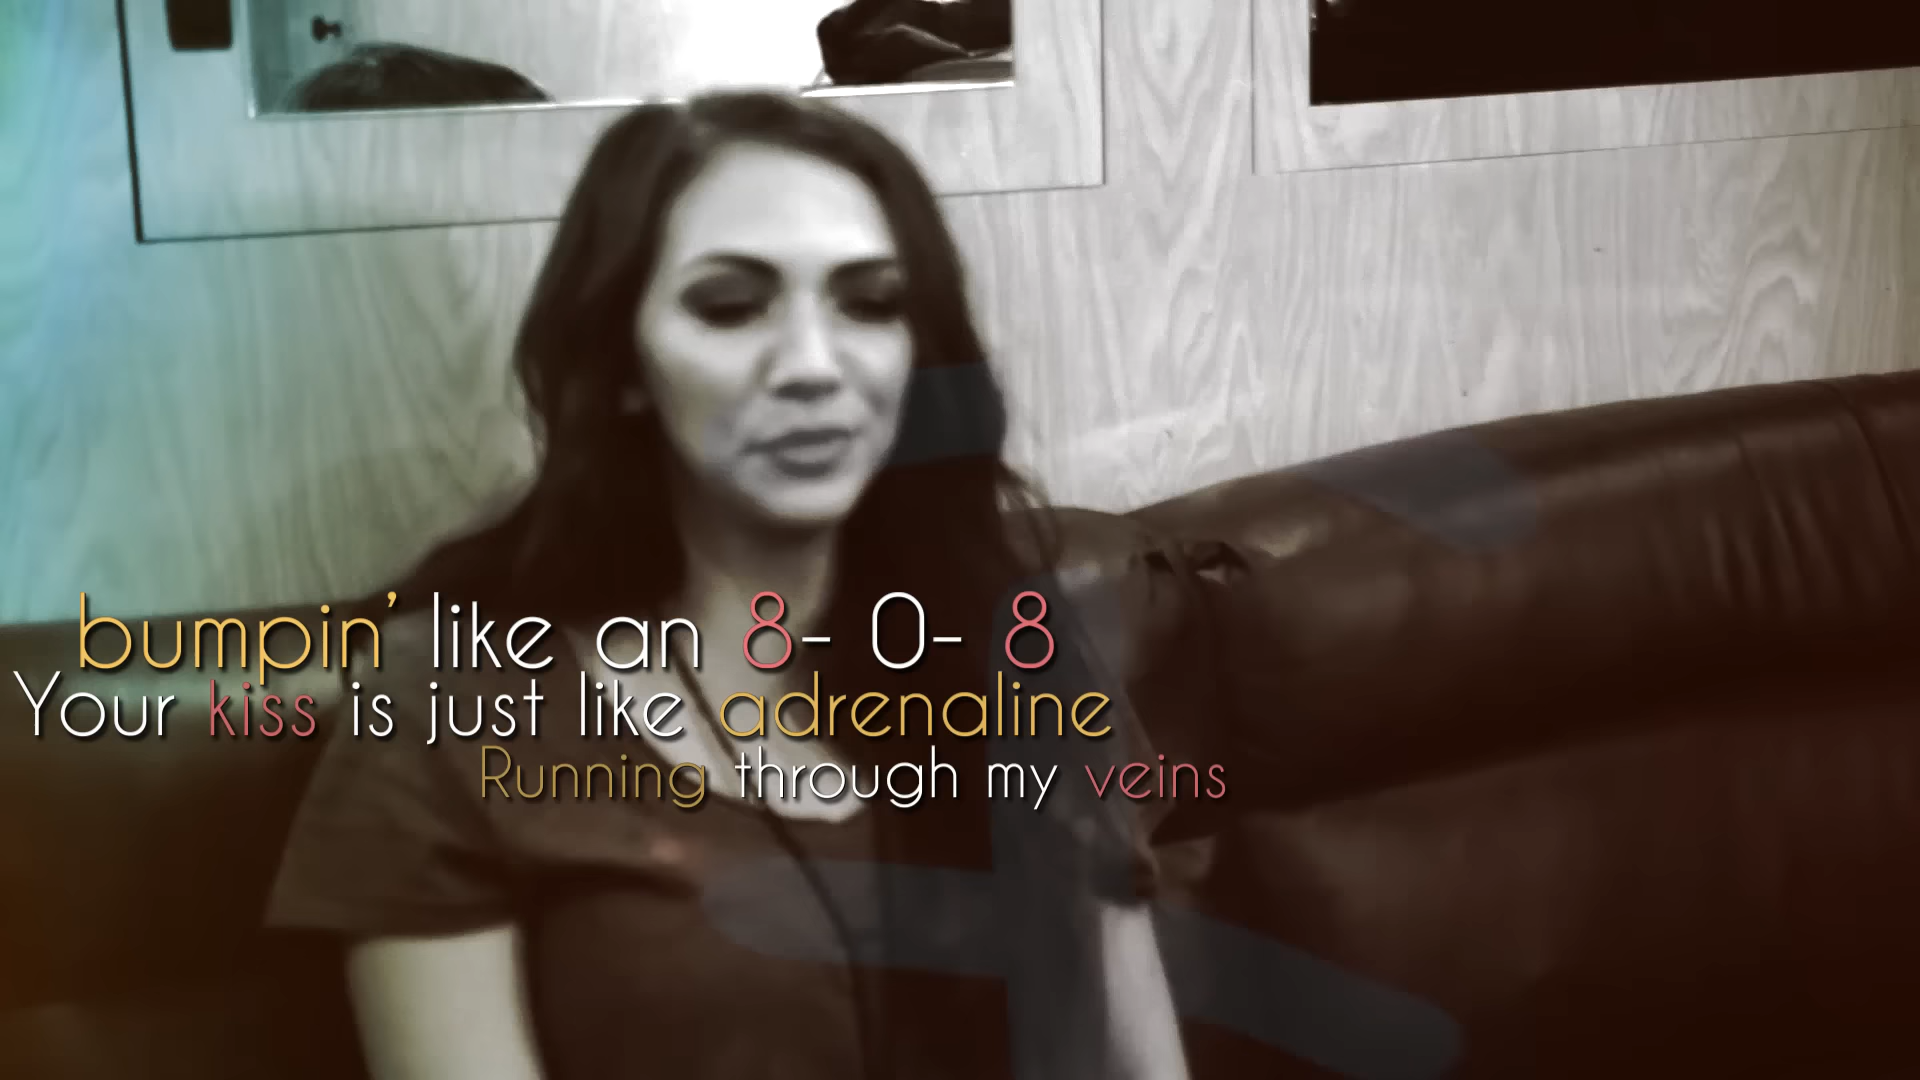 bumpin' like an 8- 0- 8
Your kiss is just like adrenaline
Running through my veins